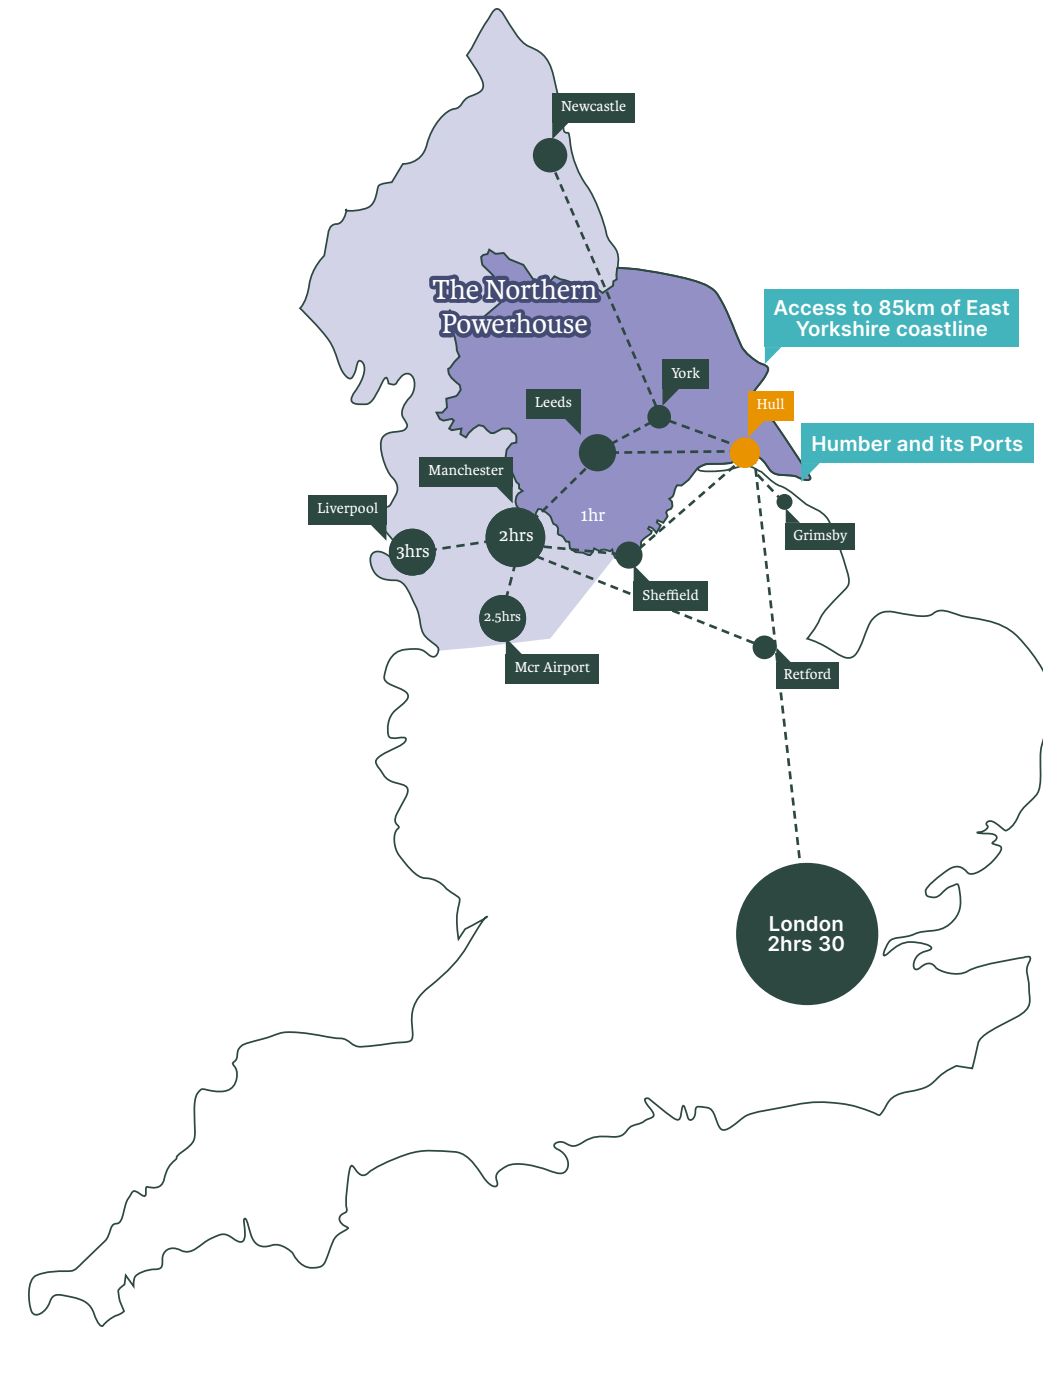 Newcastle
The Northern
Powerhouse
Access to 85km of East
Yorkshire coastline
York
Leeds
Hull
Humber and its Ports
Manchester
Liverpool
1hr
2hrs
3hrs
Grimsby
Sheffield
2.5hrs
Mcr Airport
Retford
London
2hrs 30